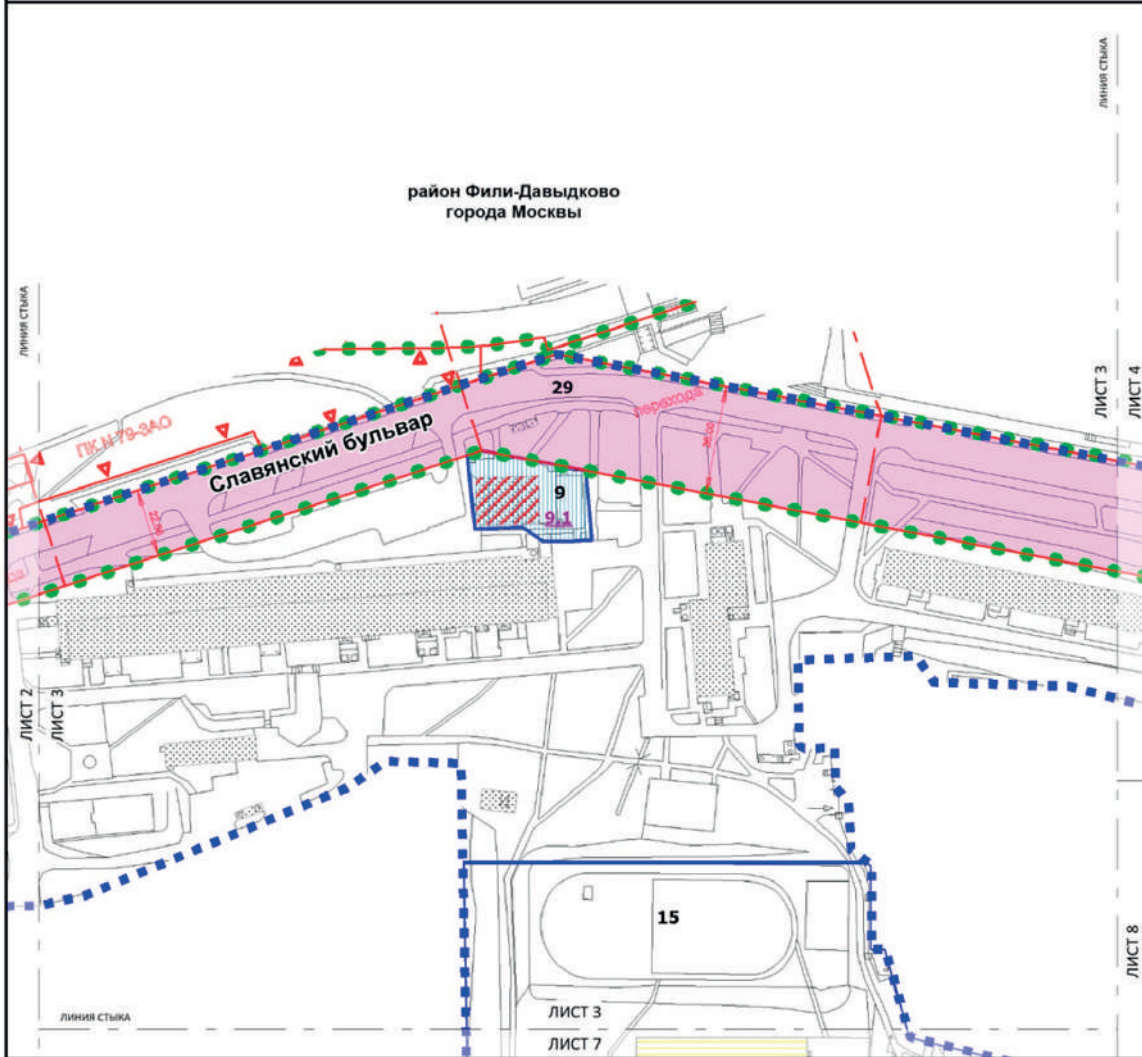 ЛИНИЯ СТЫКА
район Фили-Давыдково
города Москвы
ЛИНИЯ СТЫКА
ЛИСТ 3
ЛИСТ 4
29
перехода
ПК N 79-ЗАО
Славянский бульвар
9
9.1
ЛИСТ 2
ЛИСТ 3
15
ЛИСТ 8
ЛИНИЯ СТЫКА
ЛИСТ 3
ЛИСТ 7